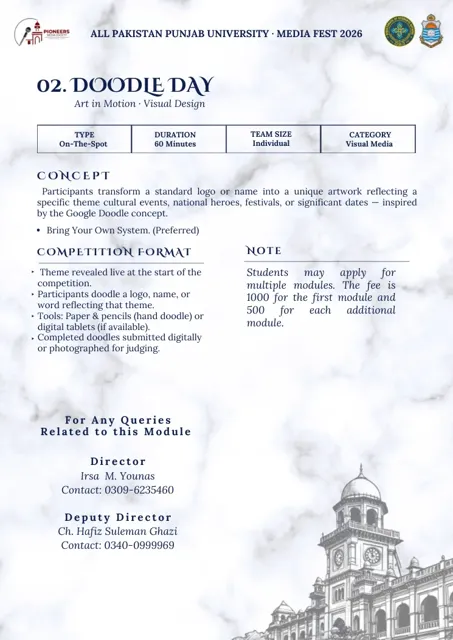 PIONEERS
ALL PAKISTAN PUNJAB UNIVERSITY · MEDIA FEST 2026
02. DOODLE DAY
Art in Motion · Visual Design
TYPE
On-The-Spot
DURATION
60 Minutes
TEAM SIZE
Individual
CATEGORY
Visual Media
CONCEPT
Participants transform a standard logo or name into a unique artwork reflecting a
specific theme cultural events, national heroes, festivals, or significant dates — inspired
by the Google Doodle concept.
• Bring Your Own System. (Preferred)
COMPETITION FORMAT
• Theme revealed live at the start of the
competition.
• Participants doodle a logo, name, or
word reflecting that theme.
• Tools: Paper & pencils (hand doodle) or
digital tablets (if available).
• Completed doodles submitted digitally
or photographed for judging.
NOTE
Students may apply for
multiple modules. The fee is
1000 for the first module and
500 for each additional
module.
For Any Queries
Related to this Module
Director
Irsa M. Younas
Contact: 0309-6235460
Deputy Director
Ch. Hafiz Suleman Ghazi
Contact: 0340-0999969